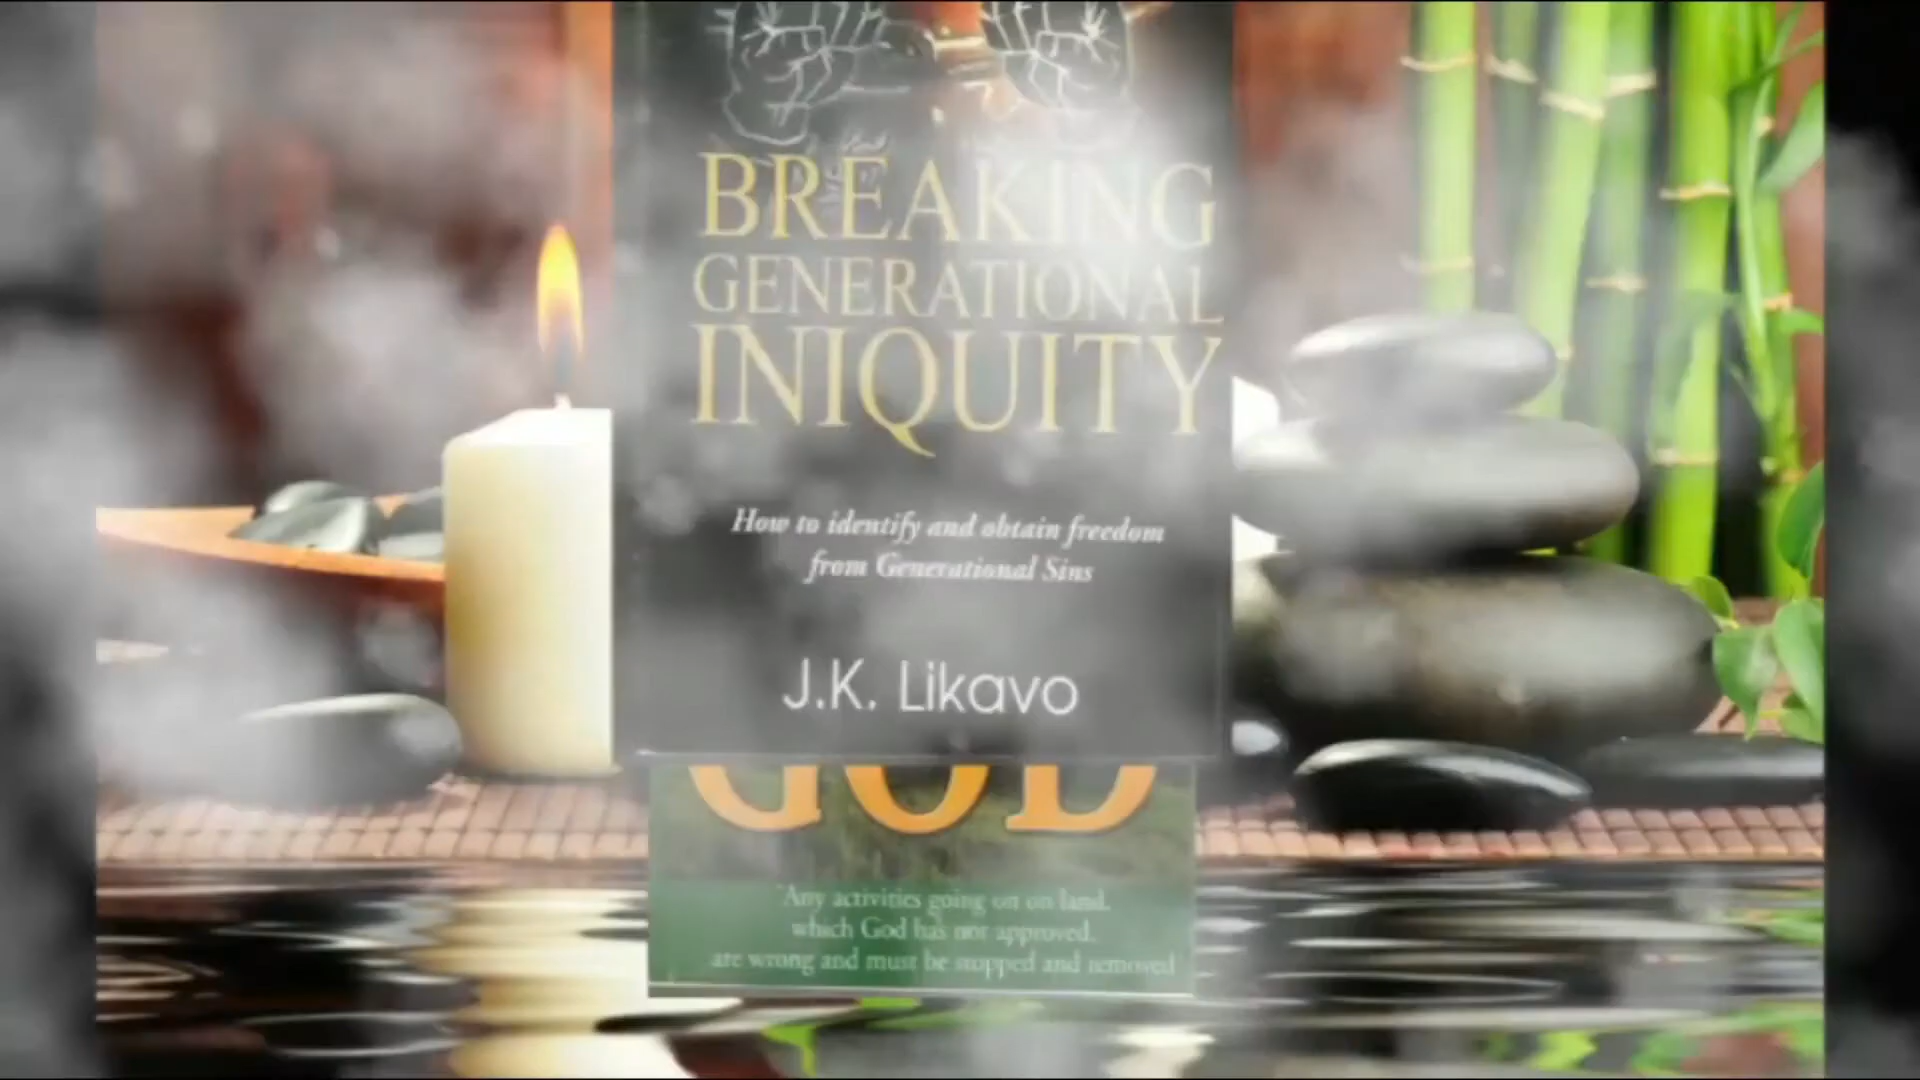 BREAKING
GENERATIONAL
INIQUITY
How to identify and obtain freedom
from Generational Sins
J.K. Likavo
GOD
'Any activities going on on land,
which God has not approved,
are wrong and must be stopped and removed